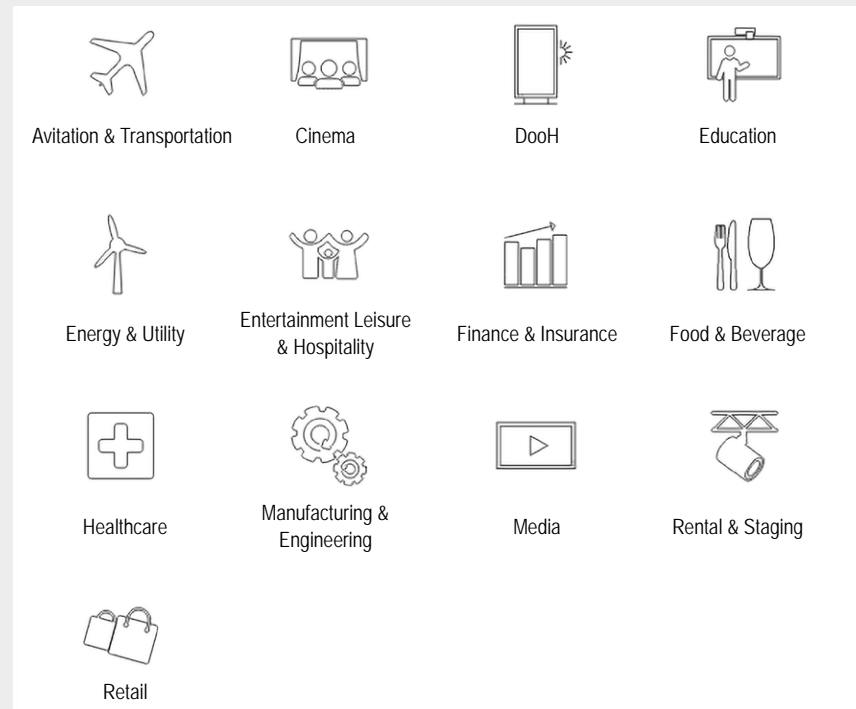 Avitation & Transportation
Cinema
DooH
Education
Energy & Utility
Entertainment Leisure
& Hospitality
Finance & Insurance
Food & Beverage
Healthcare
Manufacturing &
Engineering
Media
Rental & Staging
Retail